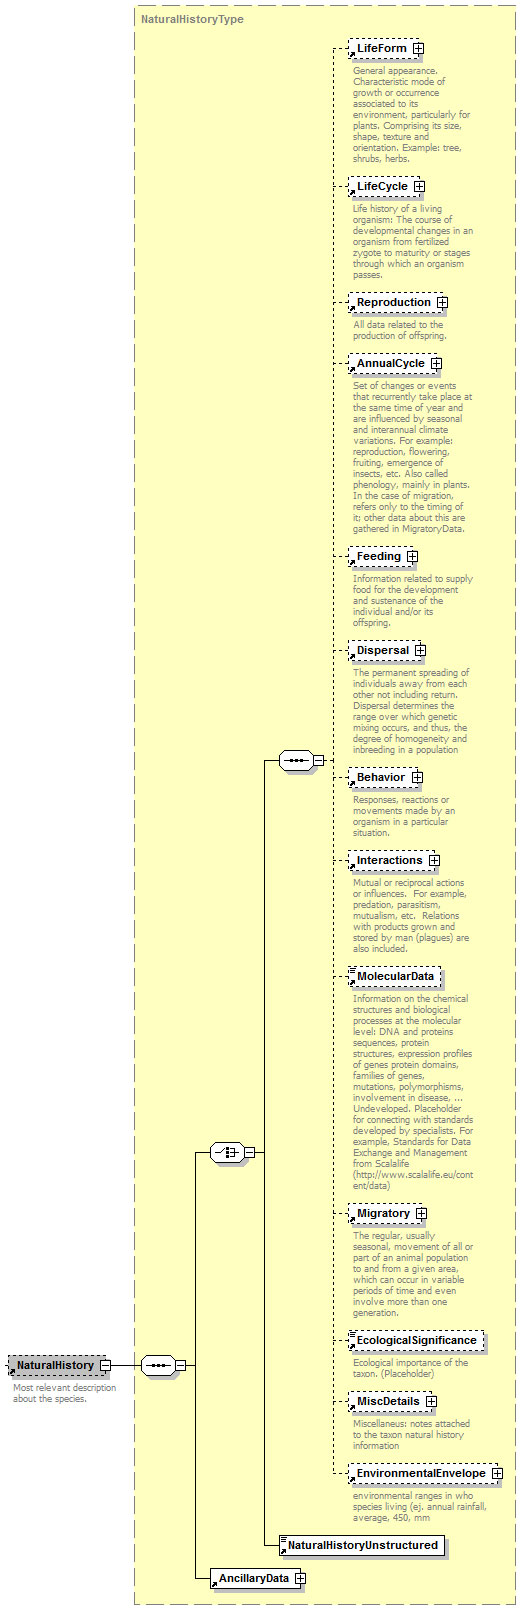 NaturalHistoryType
LifeForm
General appearance.
Characteristic mode of
growth or occurrence
associated to its
environment, particularly for
plants. Comprising its size,
shape, texture and
orientation. Example: tree,
shrubs, herbs.
LifeCycle
Life history of a living
organism: The course of
developmental changes in an
organism from fertilized
zygote to maturity or stages
through which an organism
passes.
Reproduction
All data related to the
production of offspring.
AnnualCycle
Set of changes or events
that recurrently take place at
the same time of year and
are influenced by seasonal
and interannual climate
variations. For example:
reproduction, flowering,
fruiting, emergence of
insects, etc. Also called
phenology, mainly in plants.
In the case of migration,
refers only to the timing of
it; other data about this are
gathered in MigratoryData.
Feeding
Information related to supply
food for the development
and sustenance of the
individual and/or its
offspring.
Dispersal
The permanent spreading of
individuals away from each
other not including return.
Dispersal determines the
range over which genetic
mixing occurs, and thus, the
degree of homogeneity and
inbreeding in a population
Behavior
Responses, reactions or
movements made by an
organism in a particular
situation.
Interactions
Mutual or reciprocal actions
or influences.  For example,
predation, parasitism,
mutualism, etc.  Relations
with products grown and
stored by man (plagues) are
also included.
MolecularData
Information on the chemical
structures and biological
processes at the molecular
level: DNA and proteins
sequences, protein
structures, expression profiles
of genes protein domains,
families of genes,
mutations, polymorphisms,
involvement in disease, ...
Undeveloped. Placeholder
for connecting with standards
developed by specialists. For
example, Standards for Data
Exchange and Management
from Scalalife
(http://www.scalalife.eu/cont
ent/data)
Migratory
The regular, usually
seasonal, movement of all or
part of an animal population
to and from a given area,
which can occur in variable
periods of time and even
involve more than one
generation.
EcologicalSignificance
Ecological importance of the
taxon. (Placeholder)
MiscDetails
Miscellaneus: notes attached
to the taxon natural history
information
EnvironmentalEnvelope
environmental ranges in who
species living (ej. annual rainfall,
average, 450, mm
NaturalHistory
Most relevant description
about the species.
NaturalHistoryUnstructured
AncillaryData